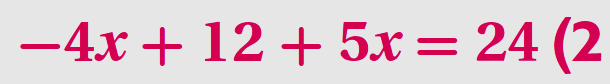 −4x + 12 + 5x = 24 (2